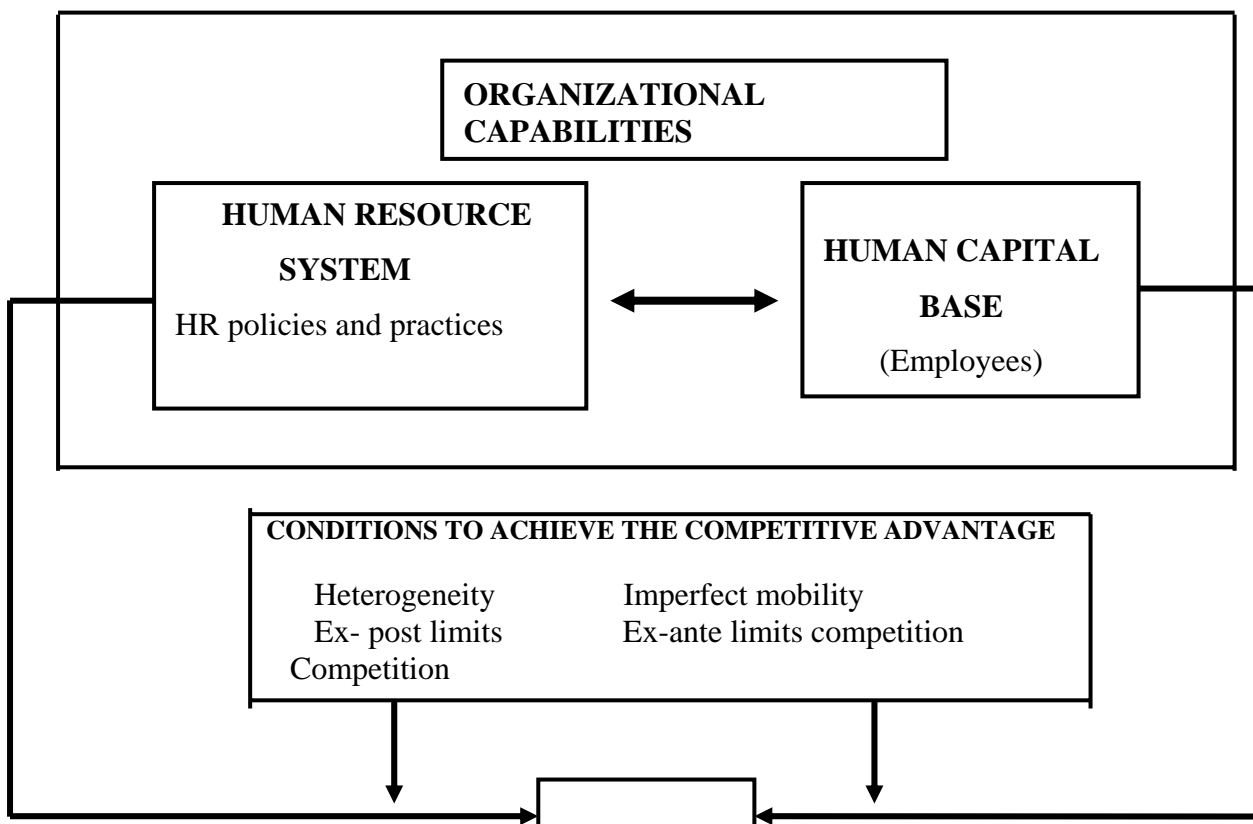 ORGANIZATIONAL
CAPABILITIES
HUMAN RESOURCE
SYSTEM
HR policies and practices
HUMAN CAPITAL
BASE
(Employees)
CONDITIONS TO ACHIEVE THE COMPETITIVE ADVANTAGE
Heterogeneity Imperfect mobility
Ex- post limits Ex-ante limits competition
Competition